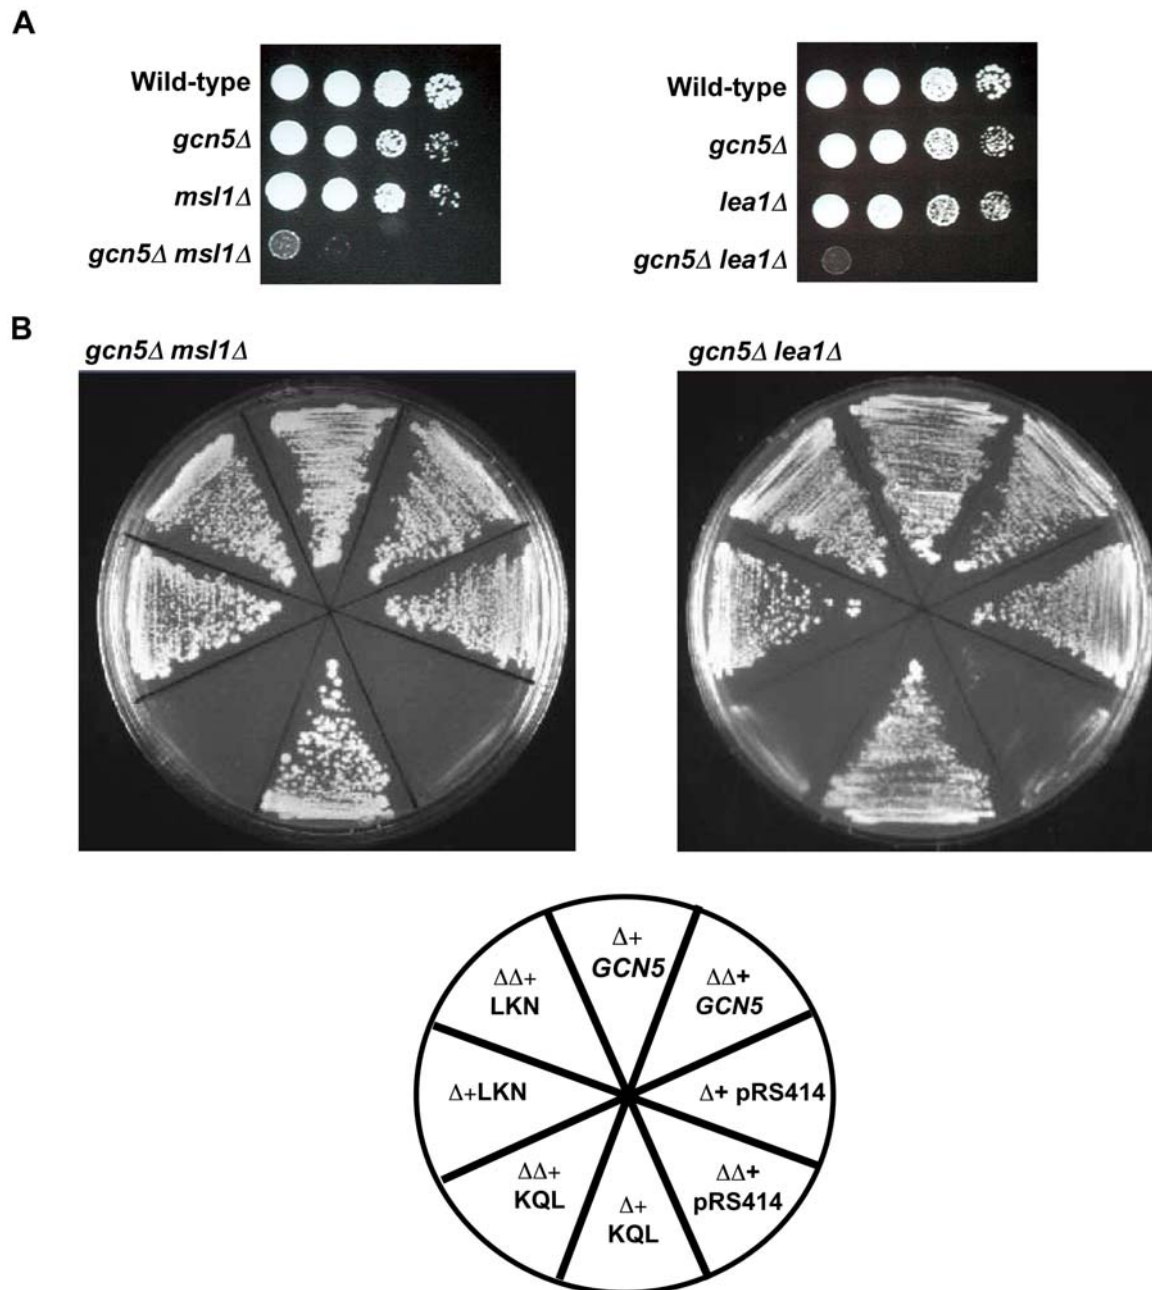 A
Wild-type
gcn5Δ
msl1Δ
gcn5Δ msl1Δ
Wild-type
gcn5Δ
lea1Δ
gcn5Δ lea1Δ
B
gcn5Δ msl1Δ
gcn5Δ lea1Δ
Δ+
GCN5
ΔΔ+
GCN5
Δ+ pRS414
ΔΔ+
pRS414
Δ+
KQL
ΔΔ+
KQL
Δ+LKN
ΔΔ+
LKN